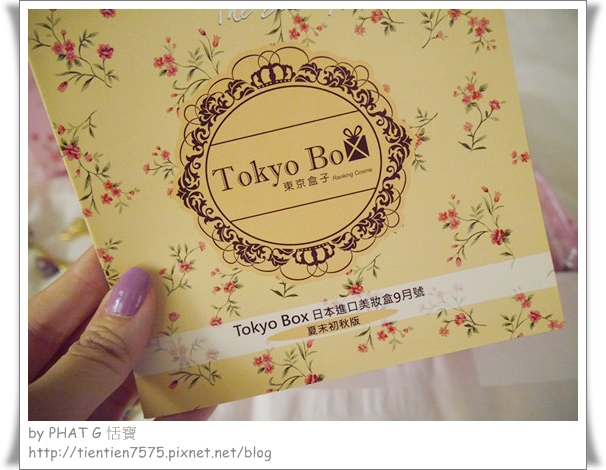 Tokyo Box
東京盒子 Ranking Cosme
Tokyo Box 日本進口美妝盒9月號
夏末初秋版
by PHAT G 恬寶
http://tientien7575.pixnet.net/blog